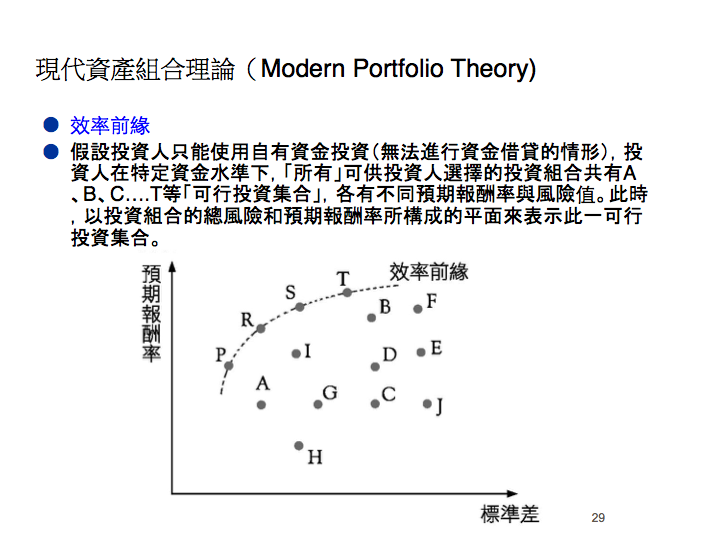 現代資產組合理論（Modern Portfolio Theory)
● 效率前緣
● 假設投資人只能使用自有資金投資（無法進行資金借貸的情形），投
資人在特定資金水準下，「所有」可供投資人選擇的投資組合共有A
、B、C….T等「可行投資集合」，各有不同預期報酬率與風險值。此時
，以投資組合的總風險和預期報酬率所構成的平面來表示此一可行
投資集合。
預期報酬率
效率前緣
T
S
B
F
R
P
I
D
E
A
G
C
J
H
標準差
29